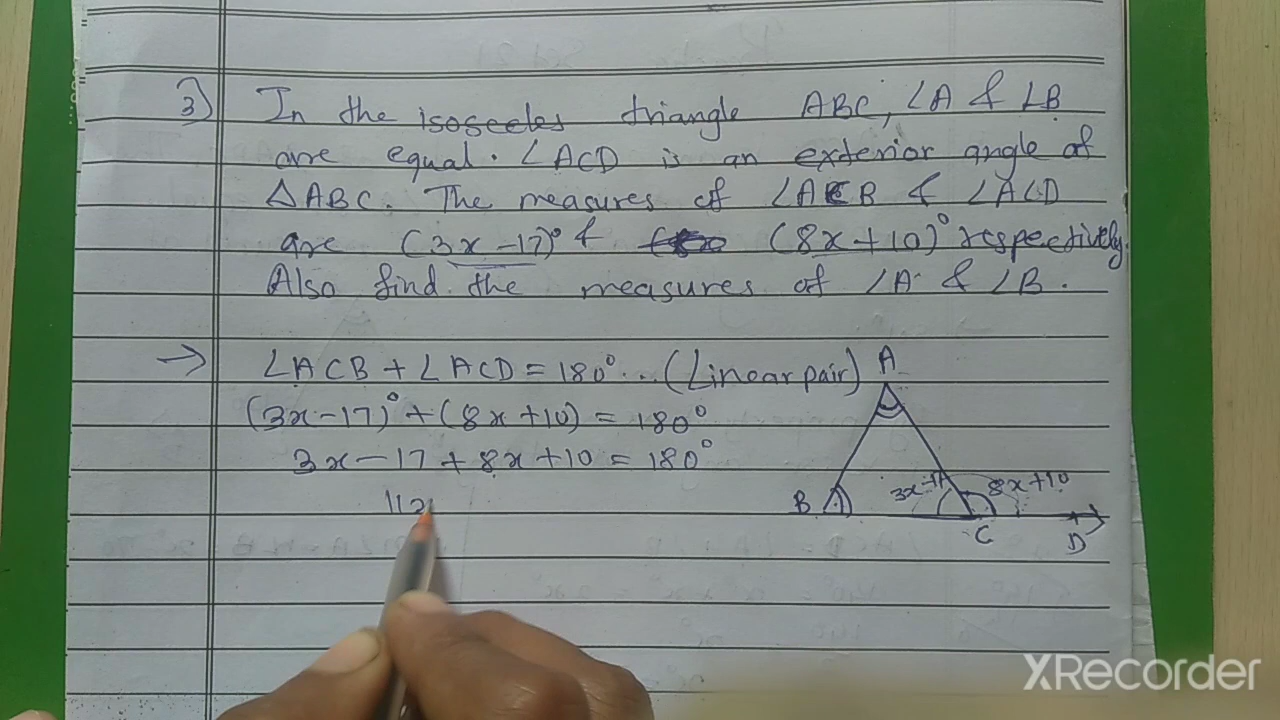 3) In the isosceles triangle ABC, ∠A & ∠B
are equal. ∠ACD is an exterior angle of
△ABC. The measures of ∠ACB & ∠ACD
are (3x-17)° & (8x+10)° respectively.
Also find the measures of ∠A & ∠B.
→ ∠ACB + ∠ACD = 180° ... (Linear pair)
(3x-17)° + (8x+10) = 180°
3x-17 + 8x+10 = 180°
11x
A
B
3x-17
8x+10
C
D
XRecorder